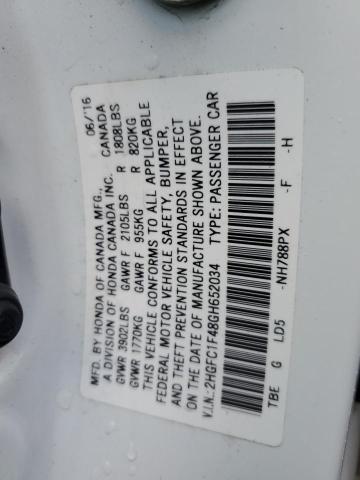 MFD. BY HONDA OF CANADA MFG., 06/'16
A DIVISION OF HONDA CANADA INC. CANADA
GVWR 3902LBS GAWR F 2105LBS R 1808LBS
GVWR 1770KG GAWR F 955KG R 820KG
THIS VEHICLE CONFORMS TO ALL APPLICABLE
FEDERAL MOTOR VEHICLE SAFETY, BUMPER,
AND THEFT PREVENTION STANDARDS IN EFFECT
ON THE DATE OF MANUFACTURE SHOWN ABOVE.
V.I.N.:2HGFC1F48GH652034 TYPE: PASSENGER CAR
TBE G LD5 -NH788PX -F -H